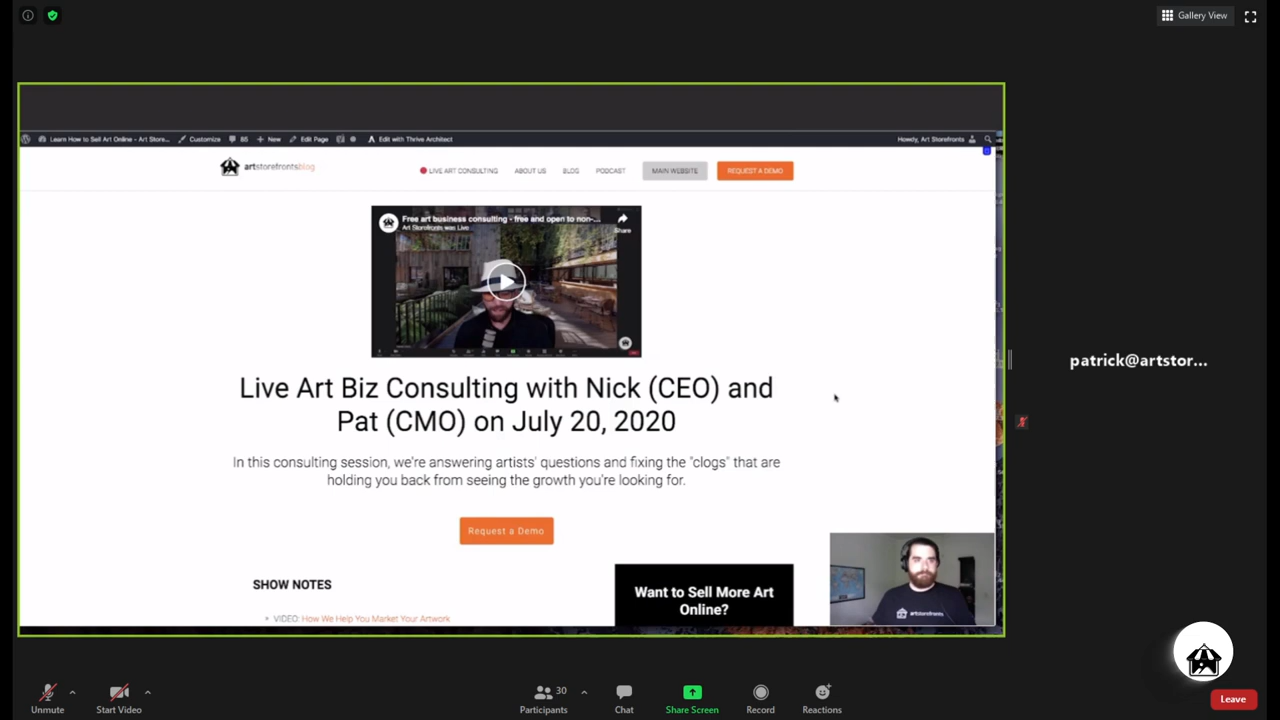 Gallery View
Learn How to Sell Art Online - Art Store... Customize 86 New Edit Page Edit with Thrive Architect Howdy, Art Storefronts
artstorefrontsblog LIVE ART CONSULTING ABOUT US BLOG PODCAST MAIN WEBSITE REQUEST A DEMO
Free art business consulting - free and open to non-...
Art Storefronts was Live
Share
Live Art Biz Consulting with Nick (CEO) and
Pat (CMO) on July 20, 2020
In this consulting session, we're answering artists' questions and fixing the "clogs" that are
holding you back from seeing the growth you're looking for.
Request a Demo
SHOW NOTES
VIDEO: How We Help You Market Your Artwork
Want to Sell More Art
Online?
artstorefronts
patrick@artstor...
Unmute Start Video 30 Participants Chat Share Screen Record Reactions Leave